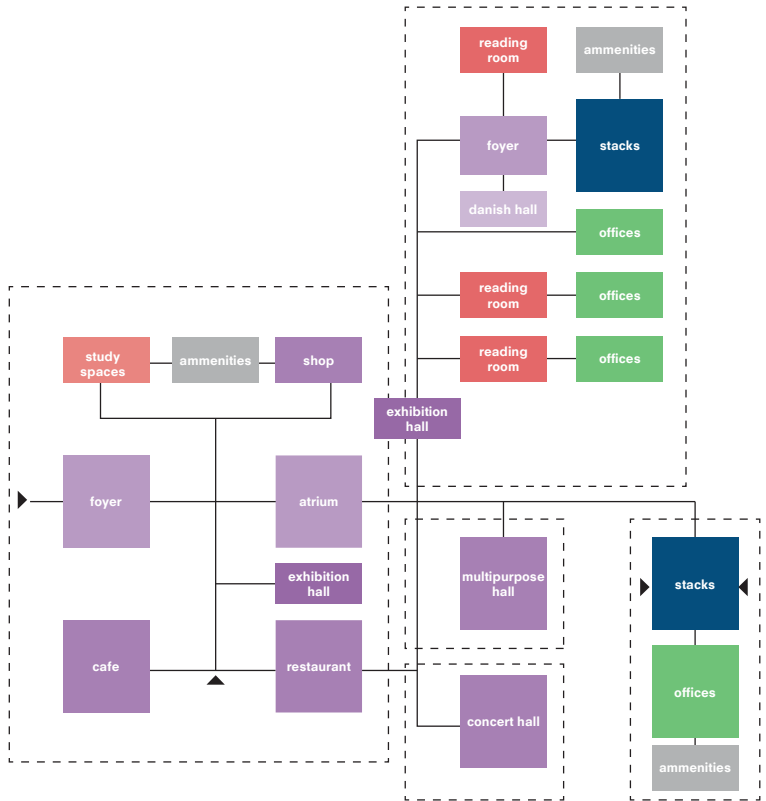 reading
room
ammenities
foyer
stacks
danish hall
offices
reading
room
offices
reading
room
offices
study
spaces
ammenities
shop
exhibition
hall
foyer
atrium
exhibition
hall
multipurpose
hall
stacks
cafe
restaurant
offices
concert hall
ammenities